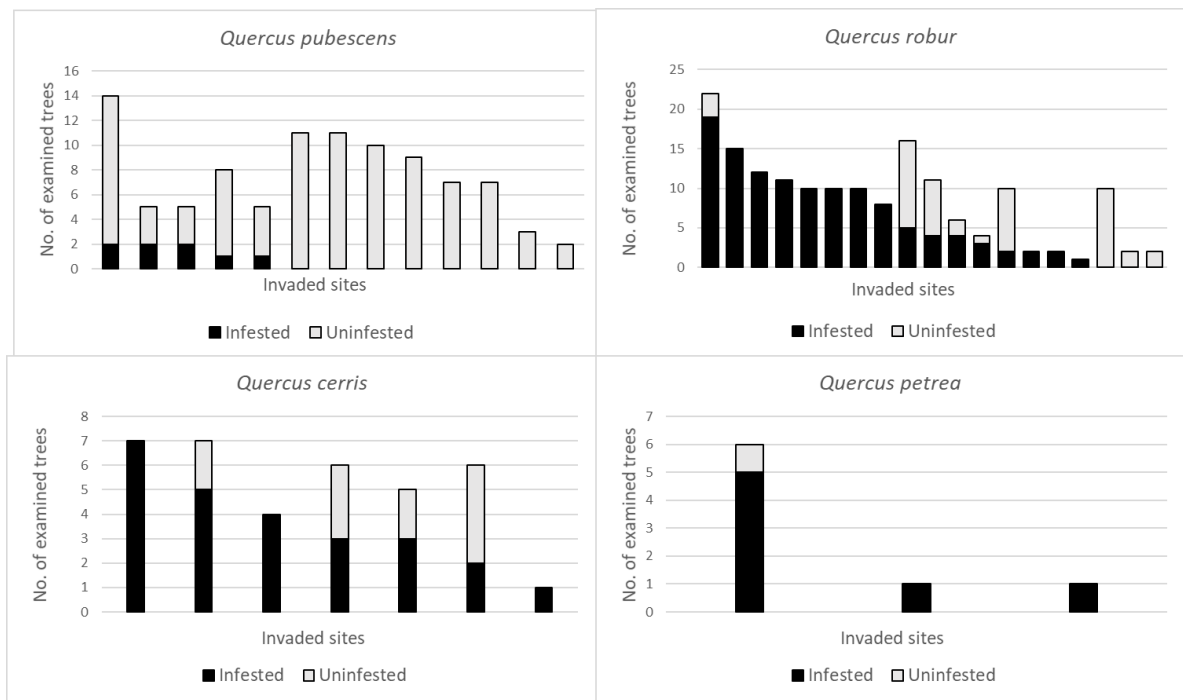 Quercus pubescens
No. of examined trees
16
14
12
10
8
6
4
2
0
Invaded sites
Infested Uninfested
Quercus robur
No. of examined trees
25
20
15
10
5
0
Invaded sites
Infested Uninfested
Quercus cerris
No. of examined trees
8
7
6
5
4
3
2
1
0
Invaded sites
Infested Uninfested
Quercus petrea
No. of examined trees
7
6
5
4
3
2
1
0
Invaded sites
Infested Uninfested